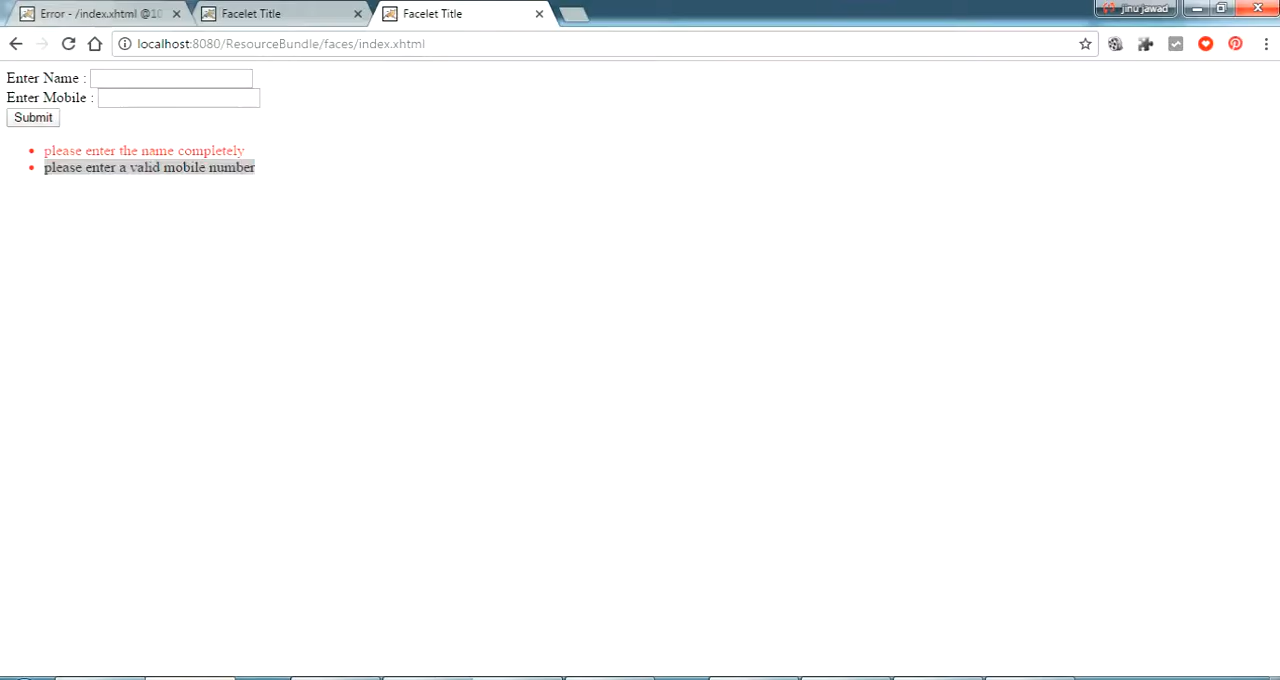 Error - /index.xhtml @10
Facelet Title
Facelet Title
jinu jawad
localhost:8080/ResourceBundle/faces/index.xhtml
Enter Name :
Enter Mobile :
Submit
please enter the name completely
please enter a valid mobile number